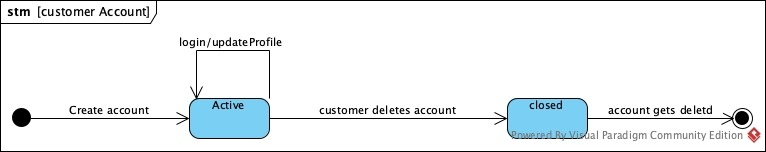 stm [customer Account]
login/updateProfile
Create account
Active
customer deletes account
closed
account gets deletd
Powered By Visual Paradigm Community Edition